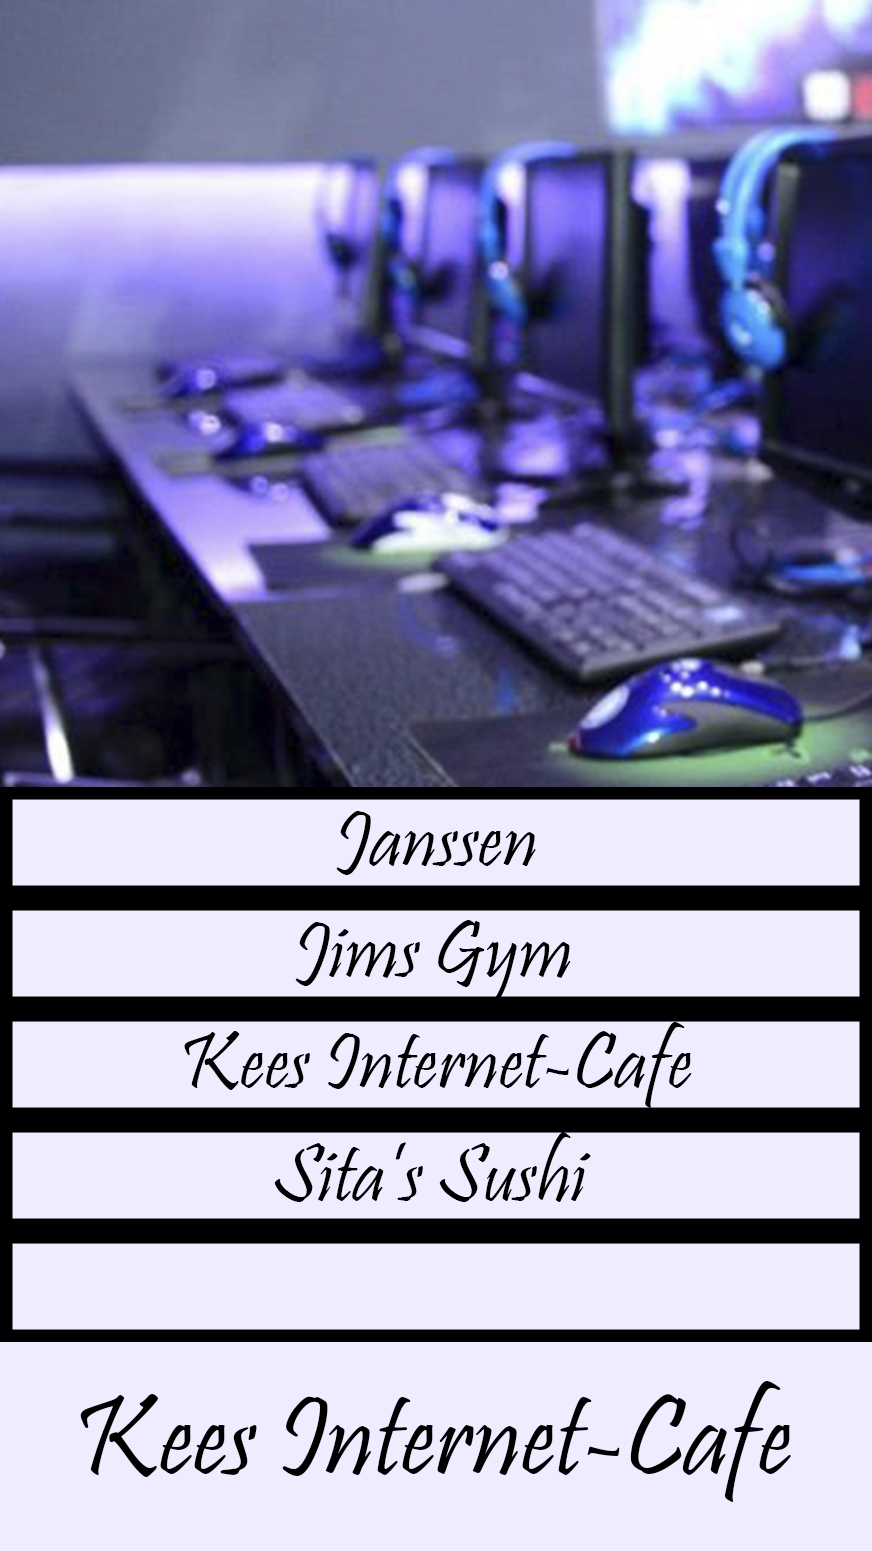 Janssen
Jims Gym
Kees Internet-Cafe
Sita's Sushi
Kees Internet-Cafe